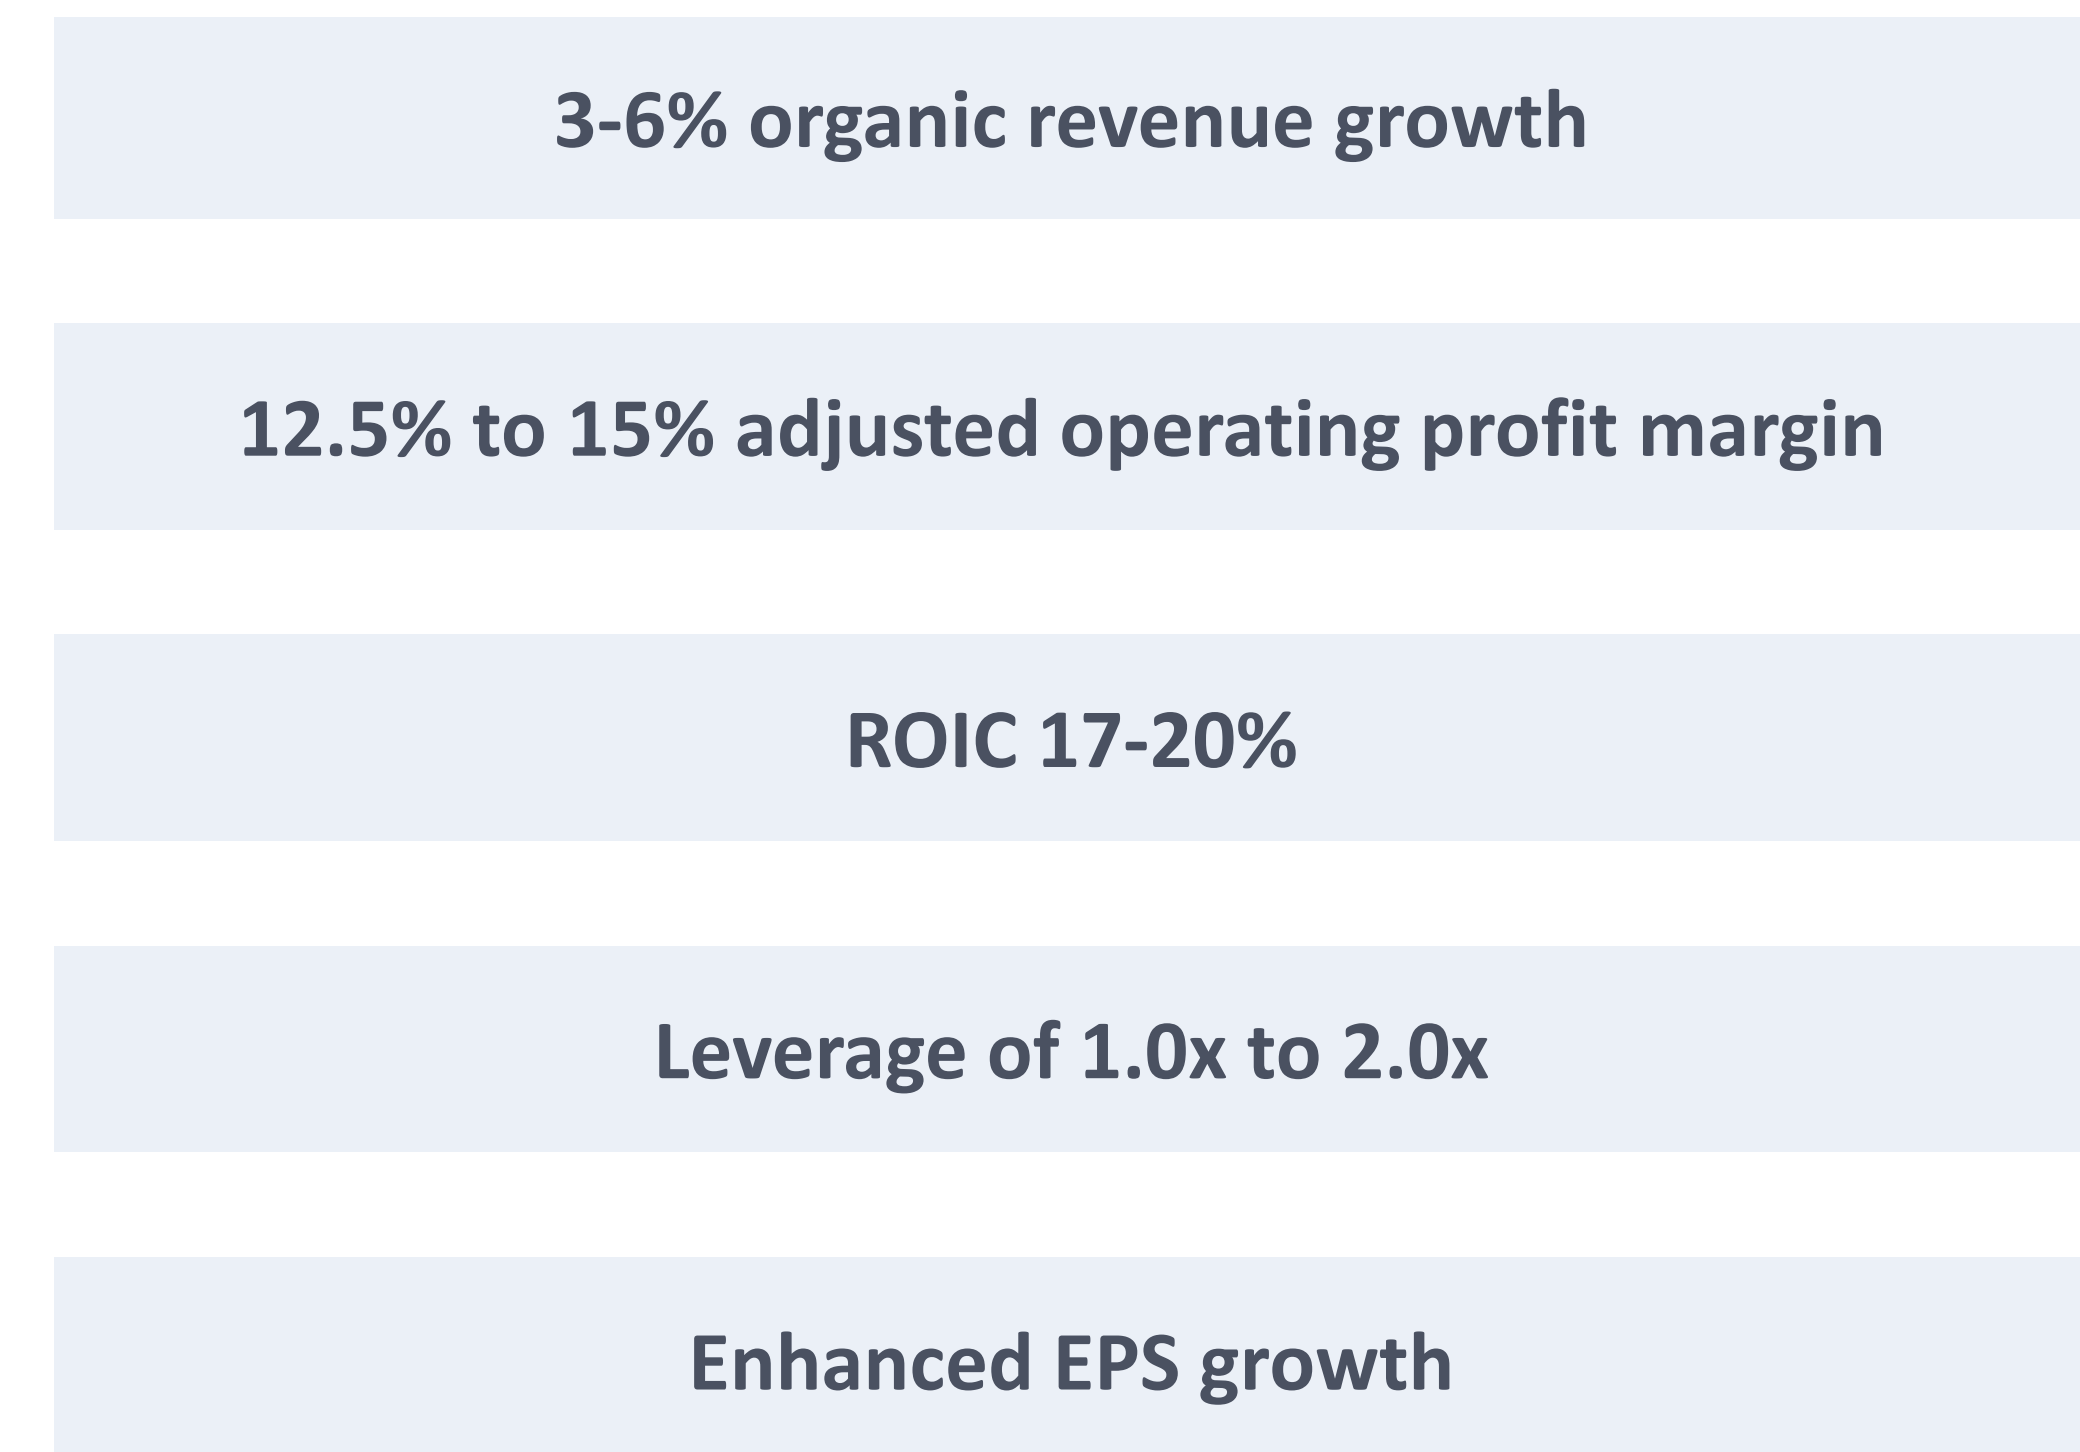 3-6% organic revenue growth
12.5% to 15% adjusted operating profit margin
ROIC 17-20%
Leverage of 1.0x to 2.0x
Enhanced EPS growth